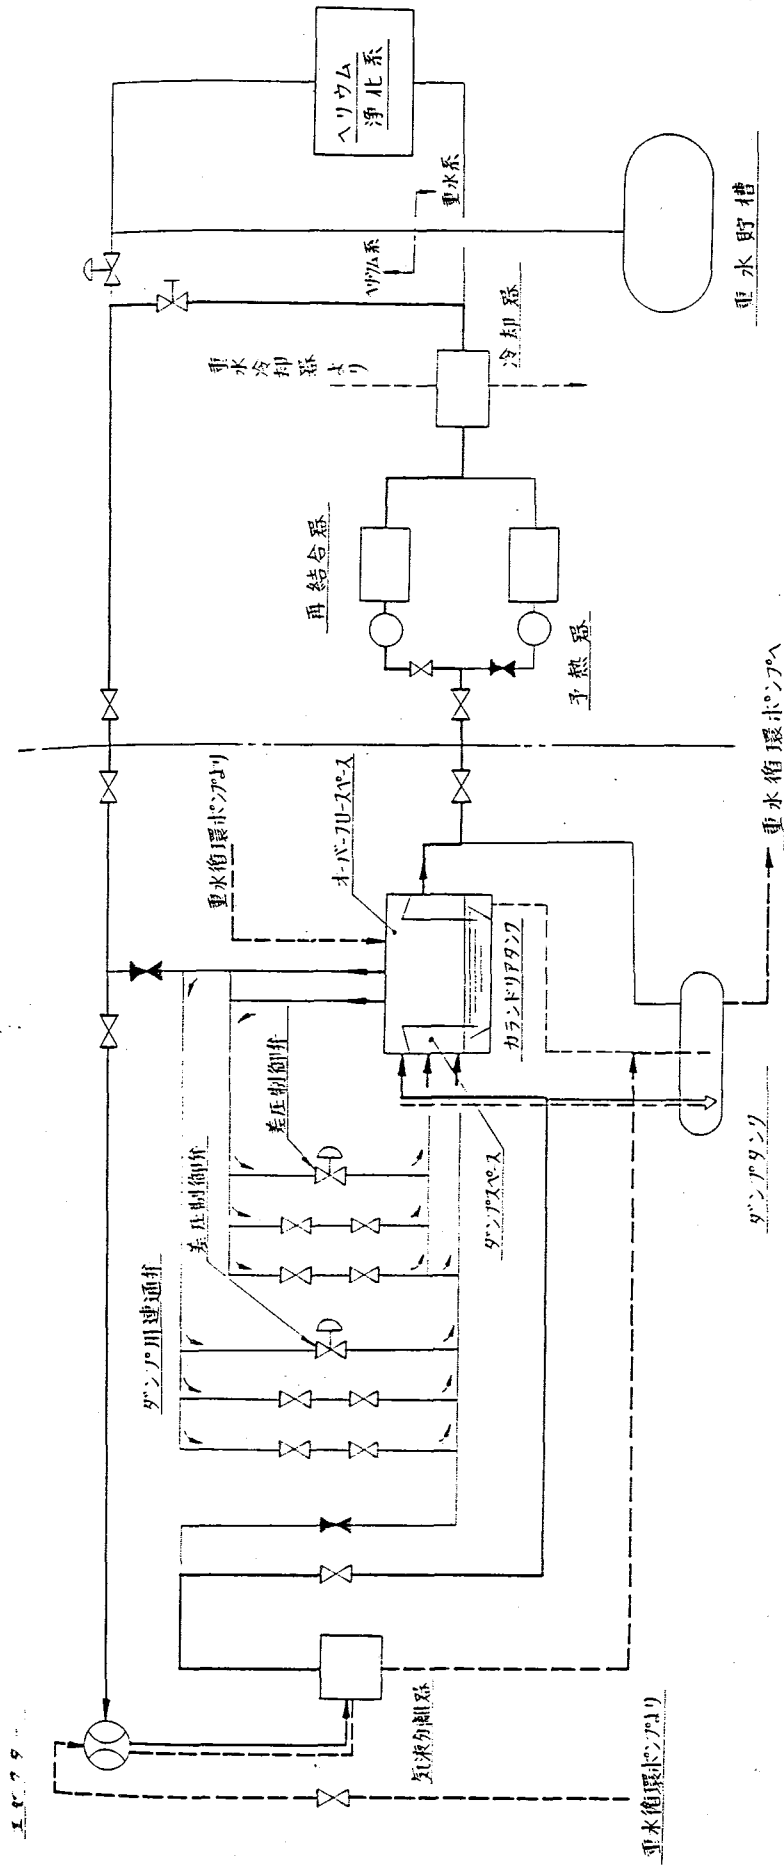 ヘリウム
浄化系
重水系
ヘリウム系
重水貯槽
重水冷却器より
冷却器
再結合器
予熱器
重水循環ポンプへ
重水循環ポンプより
オーバーフロースペース
カランドリアタンク
差圧制御弁
差圧制御弁
ダンプスペース
ダンプタンク
ダンプ用連通弁
気液分離器
重水循環ポンプより
エゼクタ